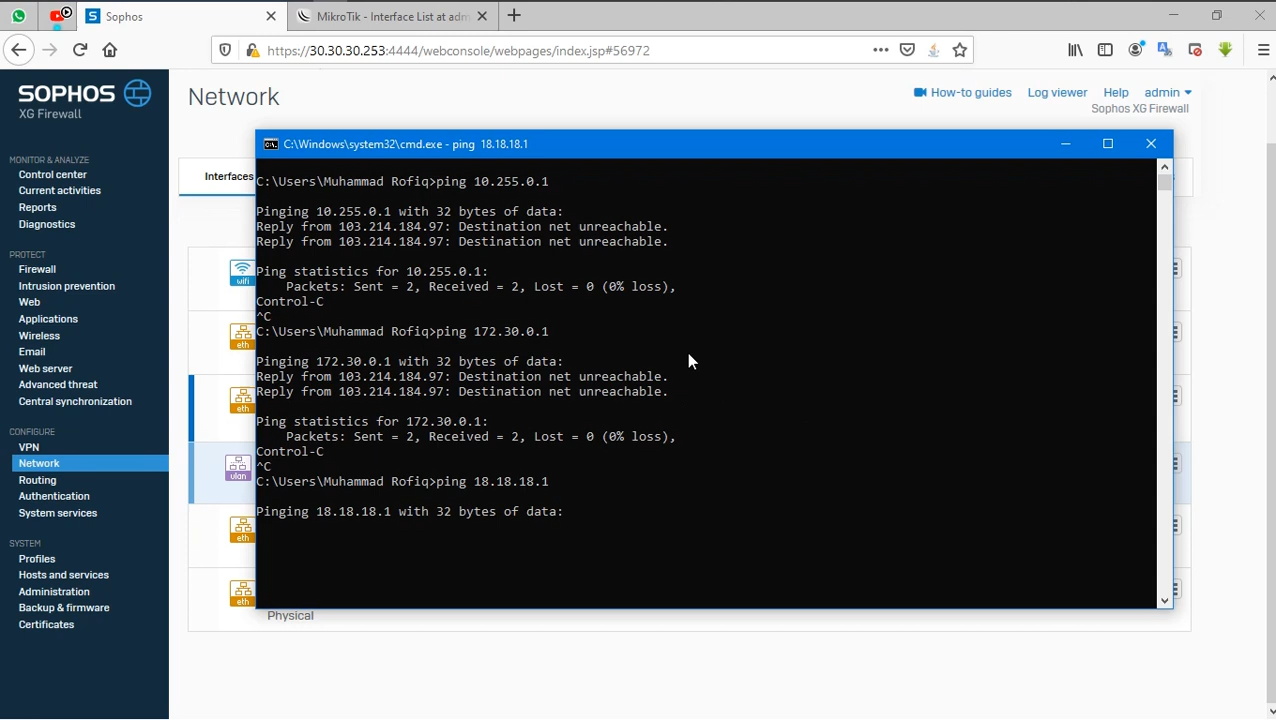 Sophos
MikroTik - Interface List at adm
https://30.30.30.253:4444/webconsole/webpages/index.jsp#56972
SOPHOS
XG Firewall
Network
How-to guides
Log viewer
Help
admin
Sophos XG Firewall
MONITOR & ANALYZE
Control center
Current activities
Reports
Diagnostics
PROTECT
Firewall
Intrusion prevention
Web
Applications
Wireless
Email
Web server
Advanced threat
Central synchronization
CONFIGURE
VPN
Network
Routing
Authentication
System services
SYSTEM
Profiles
Hosts and services
Administration
Backup & firmware
Certificates
Interfaces
wifi
eth
eth
vlan
eth
eth
Physical
C:\Windows\system32\cmd.exe - ping 18.18.18.1
C:\Users\Muhammad Rofiq>ping 10.255.0.1
Pinging 10.255.0.1 with 32 bytes of data:
Reply from 103.214.184.97: Destination net unreachable.
Reply from 103.214.184.97: Destination net unreachable.
Ping statistics for 10.255.0.1:
Packets: Sent = 2, Received = 2, Lost = 0 (0% loss),
Control-C
^C
C:\Users\Muhammad Rofiq>ping 172.30.0.1
Pinging 172.30.0.1 with 32 bytes of data:
Reply from 103.214.184.97: Destination net unreachable.
Reply from 103.214.184.97: Destination net unreachable.
Ping statistics for 172.30.0.1:
Packets: Sent = 2, Received = 2, Lost = 0 (0% loss),
Control-C
^C
C:\Users\Muhammad Rofiq>ping 18.18.18.1
Pinging 18.18.18.1 with 32 bytes of data: